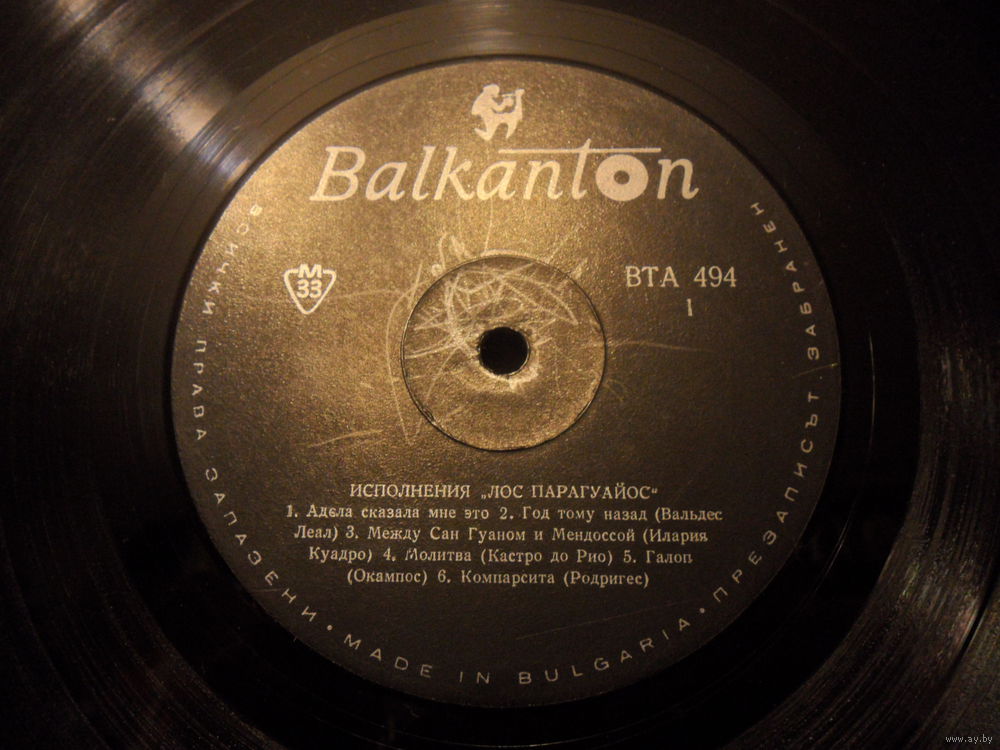 Balkanton
М
33
ВТА 494
1
ИСПОЛНЕНИЯ „ЛОС ПАРАГУАЙОС“
1. Адела сказала мне это 2. Год тому назад (Вальдес
Леал) 3. Между Сан Гуаном и Мендоссой (Илария
Куадро) 4. Молитва (Кастро до Рио) 5. Галоп
(Окампос) 6. Компарсита (Родригес)
ВСИЧКИ ПРАВА ЗАПАЗЕНИ • MADE IN BULGARIA • ПРЕЗАПИСЪТ ЗАБРАНЕН
www.ay.by